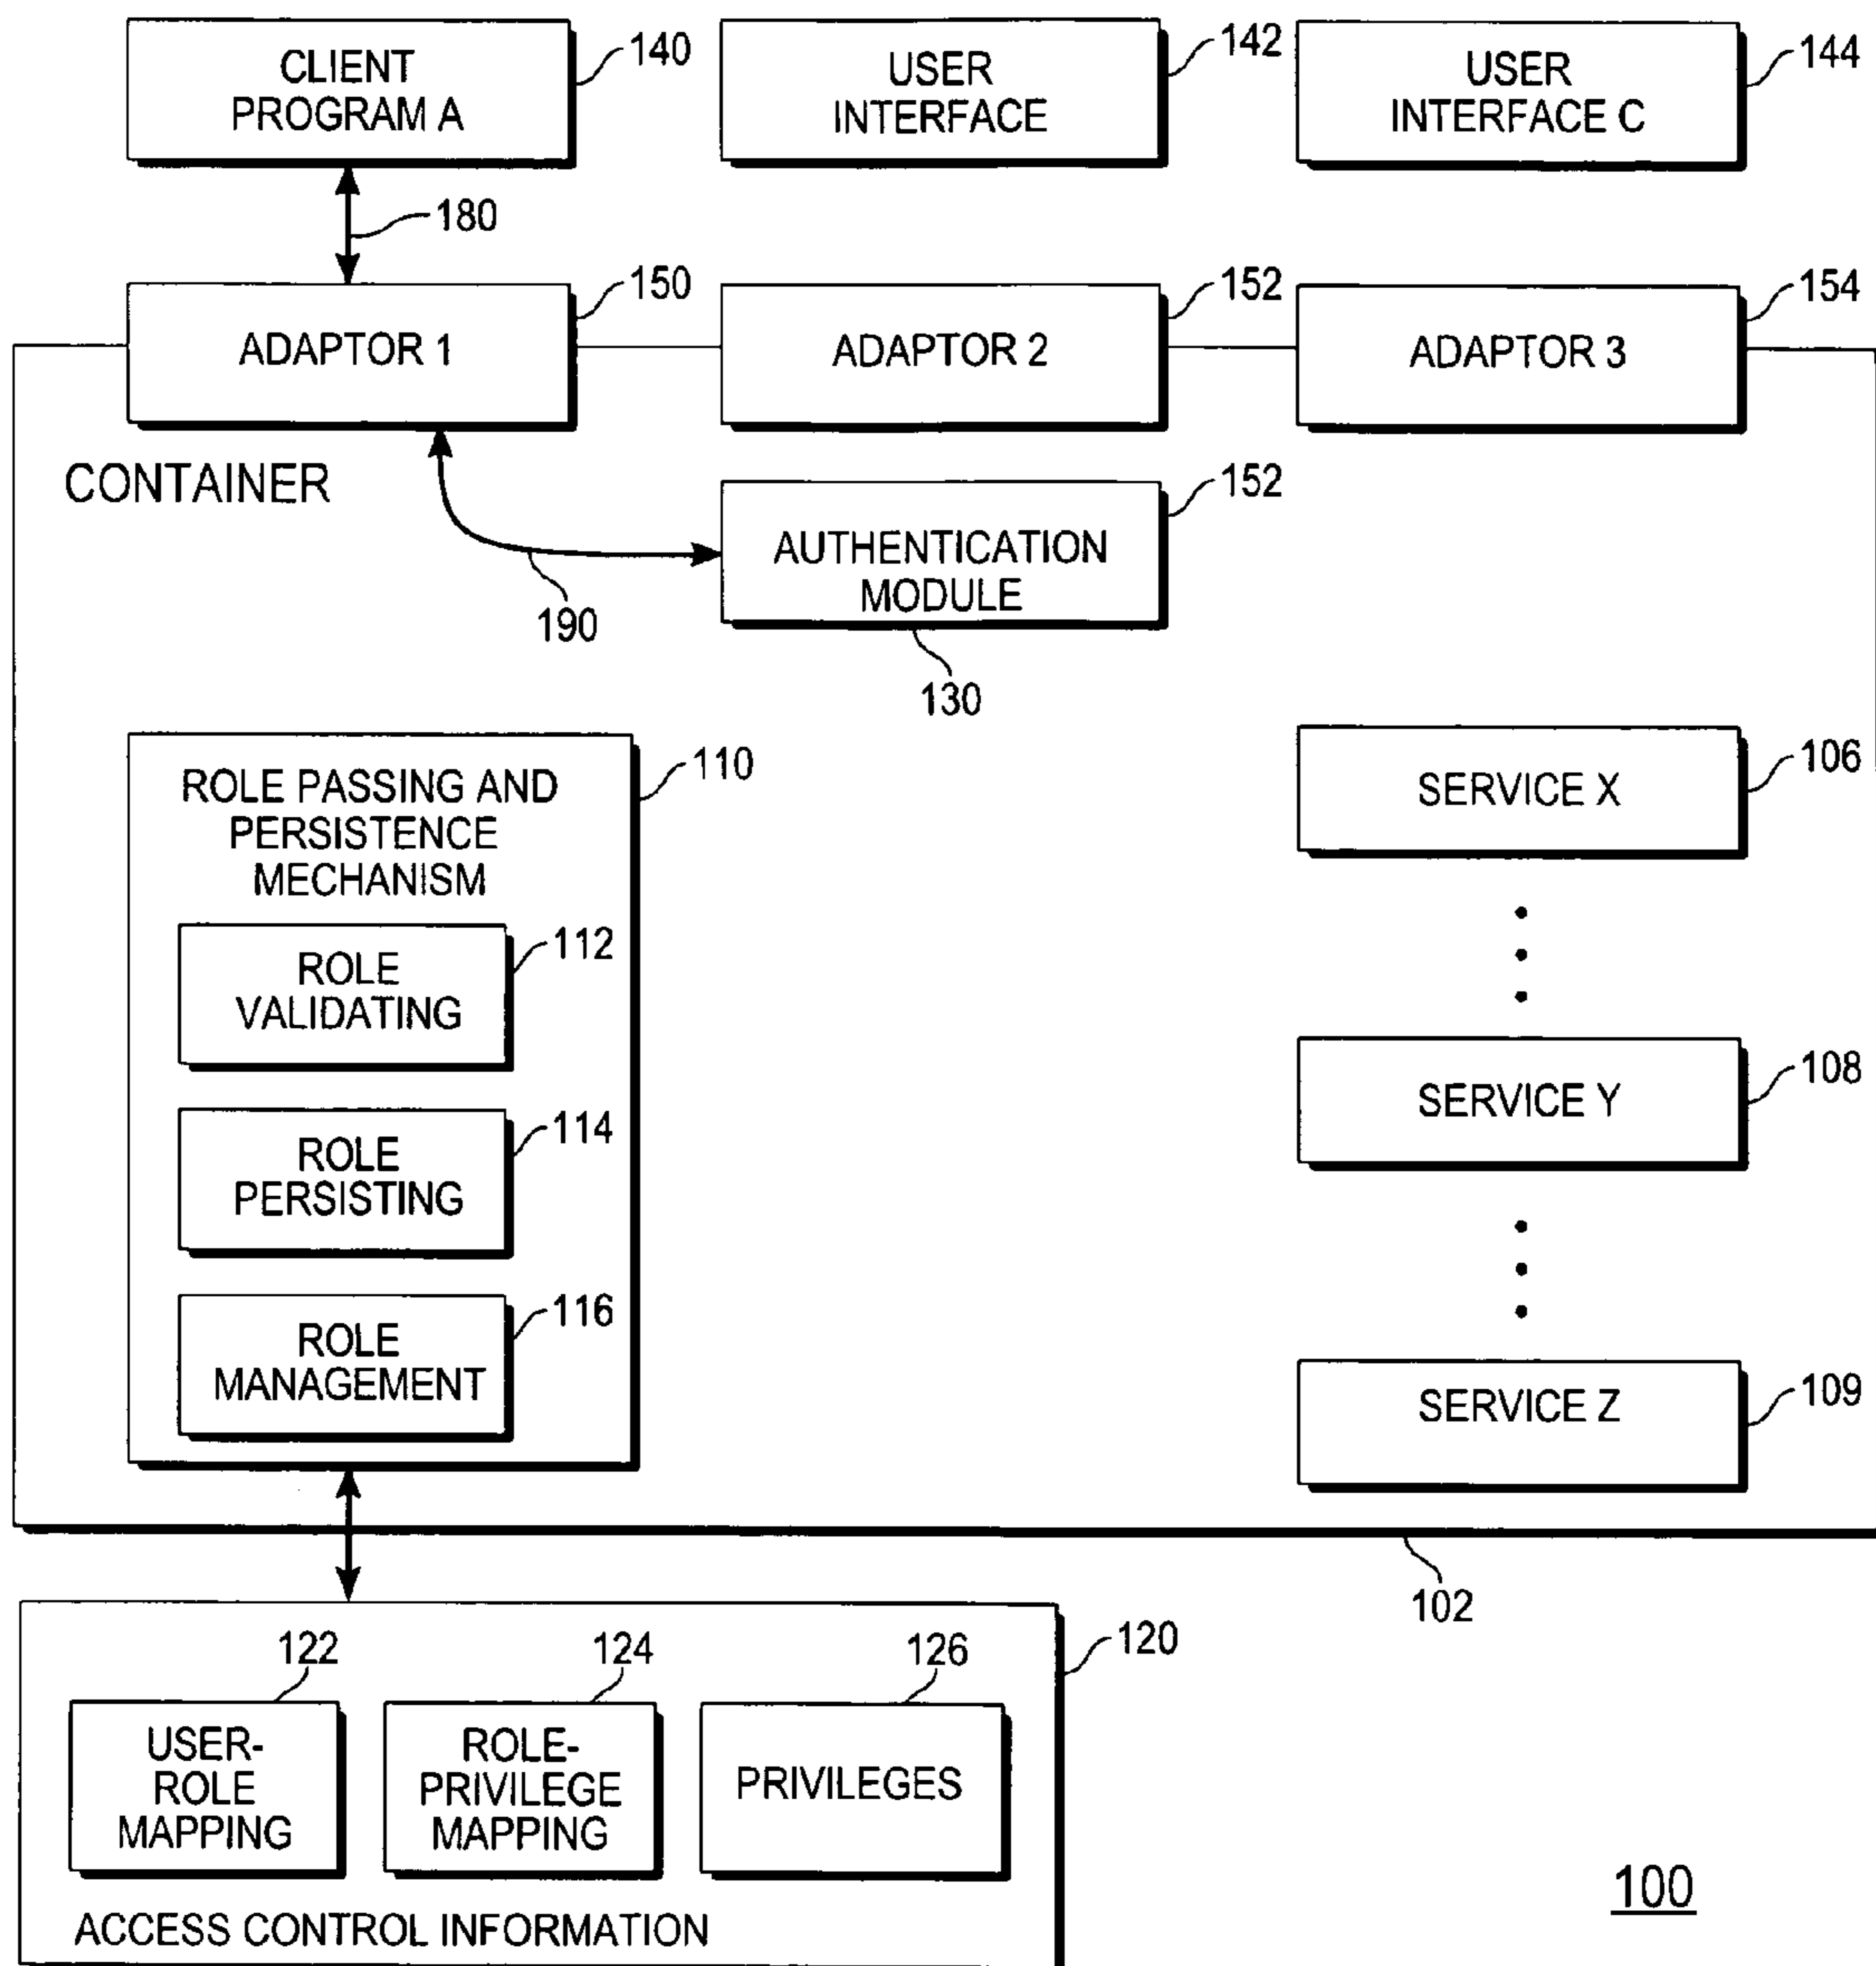 CLIENT
PROGRAM A
140
USER
INTERFACE
142
USER
INTERFACE C
144
180
ADAPTOR 1
150
ADAPTOR 2
152
ADAPTOR 3
154
CONTAINER
AUTHENTICATION
MODULE
152
190
130
ROLE PASSING AND
PERSISTENCE
MECHANISM
110
ROLE
VALIDATING
112
ROLE
PERSISTING
114
ROLE
MANAGEMENT
116
SERVICE X
106
SERVICE Y
108
SERVICE Z
109
102
120
122
124
126
USER-
ROLE
MAPPING
ROLE-
PRIVILEGE
MAPPING
PRIVILEGES
ACCESS CONTROL INFORMATION
100